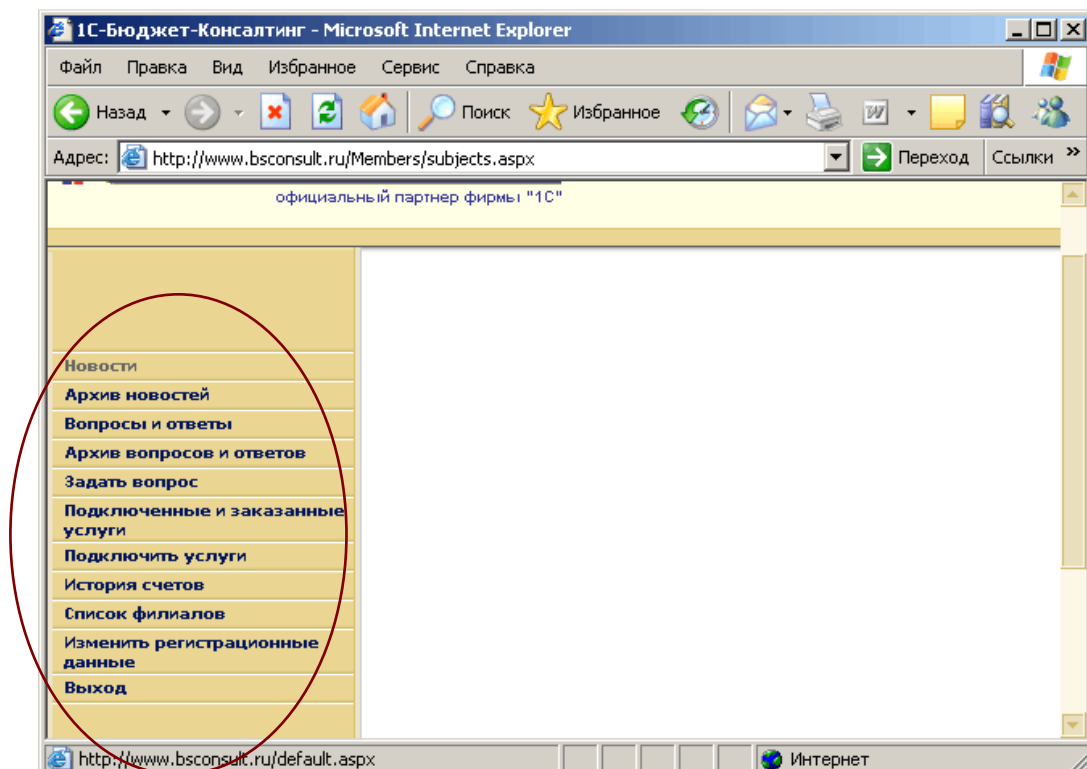 1С-Бюджет-Консалтинг - Microsoft Internet Explorer
Файл Правка Вид Избранное Сервис Справка
Назад Поиск Избранное
Адрес: http://www.bsconsult.ru/Members/subjects.aspx Переход Ссылки »
официальный партнер фирмы "1С"
Новости
Архив новостей
Вопросы и ответы
Архив вопросов и ответов
Задать вопрос
Подключенные и заказанные
услуги
Подключить услуги
История счетов
Список филиалов
Изменить регистрационные
данные
Выход
http://www.bsconsult.ru/default.aspx Интернет